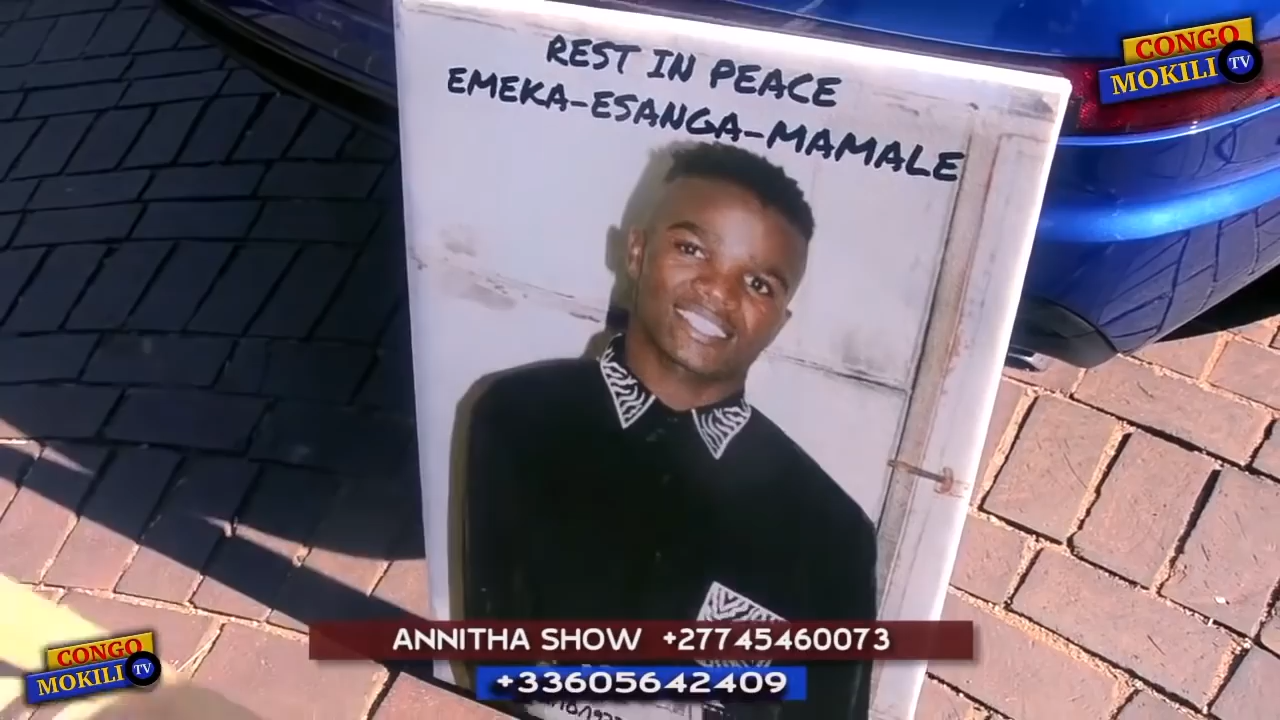 REST IN PEACE
EMEKA-ESANGA-MAMALE
CONGO
MOKILI TV
ANNITHA SHOW +27745460073
+33605642409
CONGO
MOKILI TV